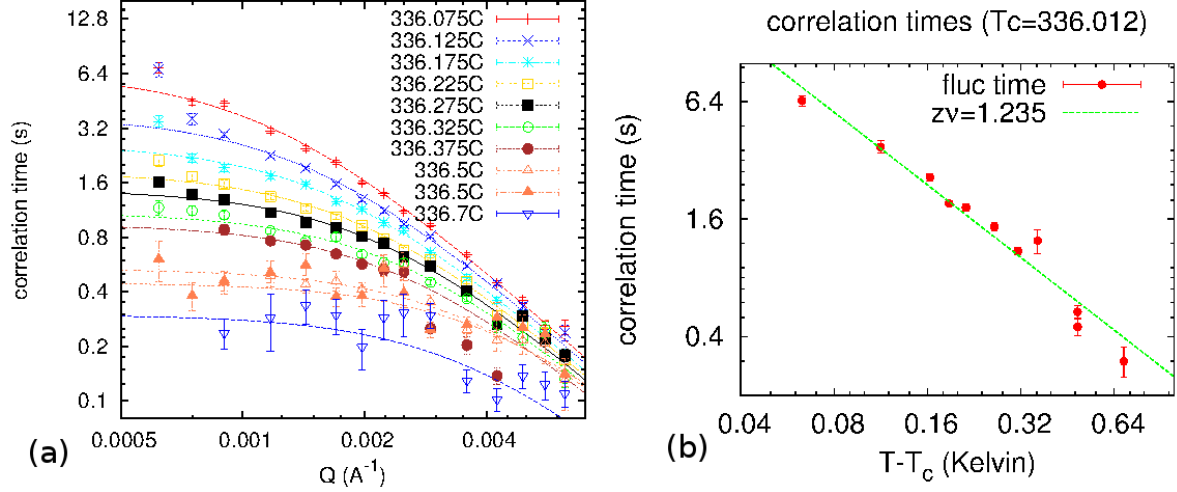 12.8
6.4
3.2
1.6
0.8
0.4
0.2
0.1
correlation time (s)
336.075C
336.125C
336.175C
336.225C
336.275C
336.325C
336.375C
336.5C
336.5C
336.7C
0.0005
0.001
0.002
0.004
Q (A⁻¹)
(a)
correlation times (Tc=336.012)
6.4
1.6
0.4
correlation time (s)
fluc time
zν=1.235
0.04
0.08
0.16
0.32
0.64
T-Tc (Kelvin)
(b)